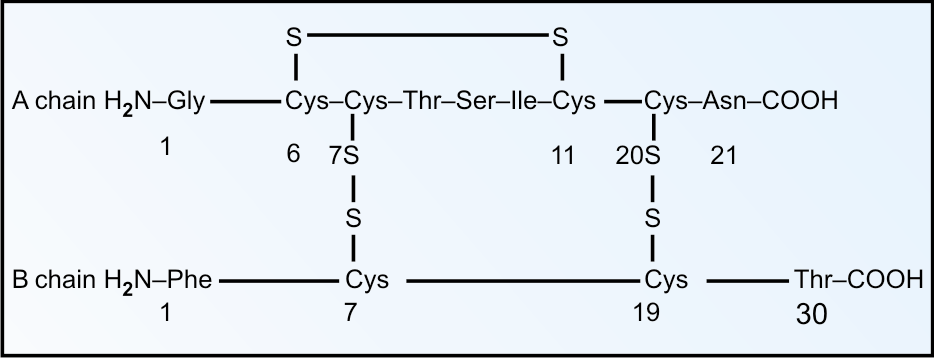 S S
A chain H₂N–Gly Cys–Cys–Thr–Ser–Ile–Cys Cys–Asn–COOH
1 6 7S 11 20S 21
S S
B chain H₂N–Phe Cys Cys Thr–COOH
1 7 19 30